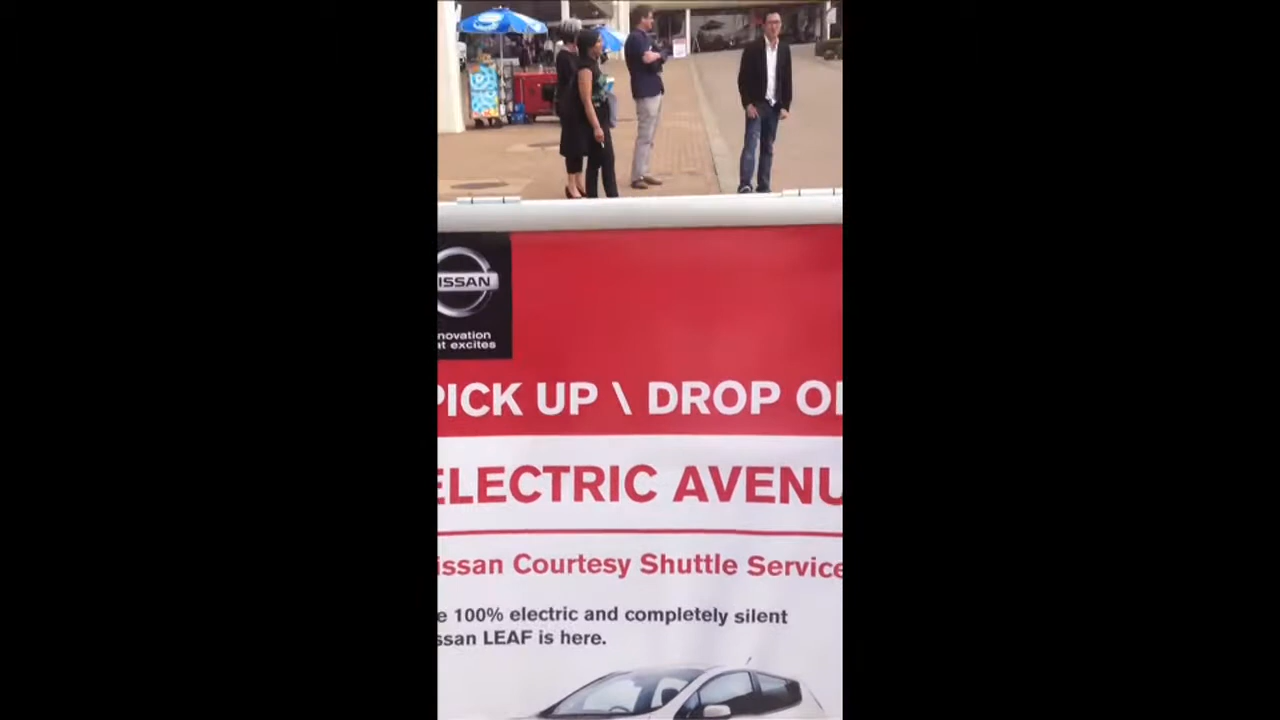 ISSAN
novation
at excites
PICK UP \ DROP OF
ELECTRIC AVENU
issan Courtesy Shuttle Service
e 100% electric and completely silent
ssan LEAF is here.